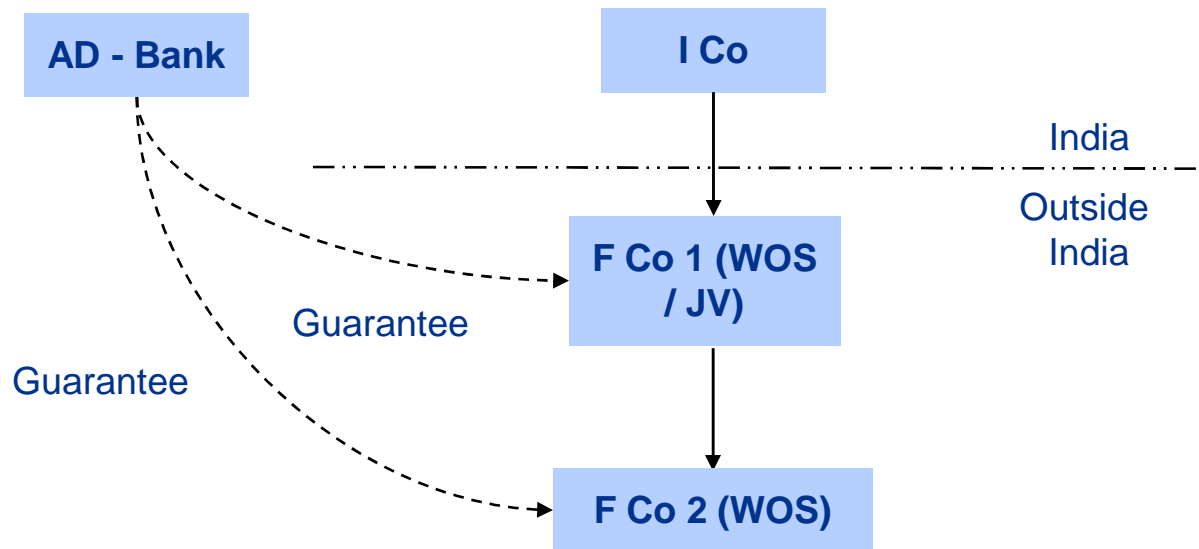 AD - Bank
I Co
India
Outside
India
F Co 1 (WOS
/ JV)
Guarantee
Guarantee
F Co 2 (WOS)